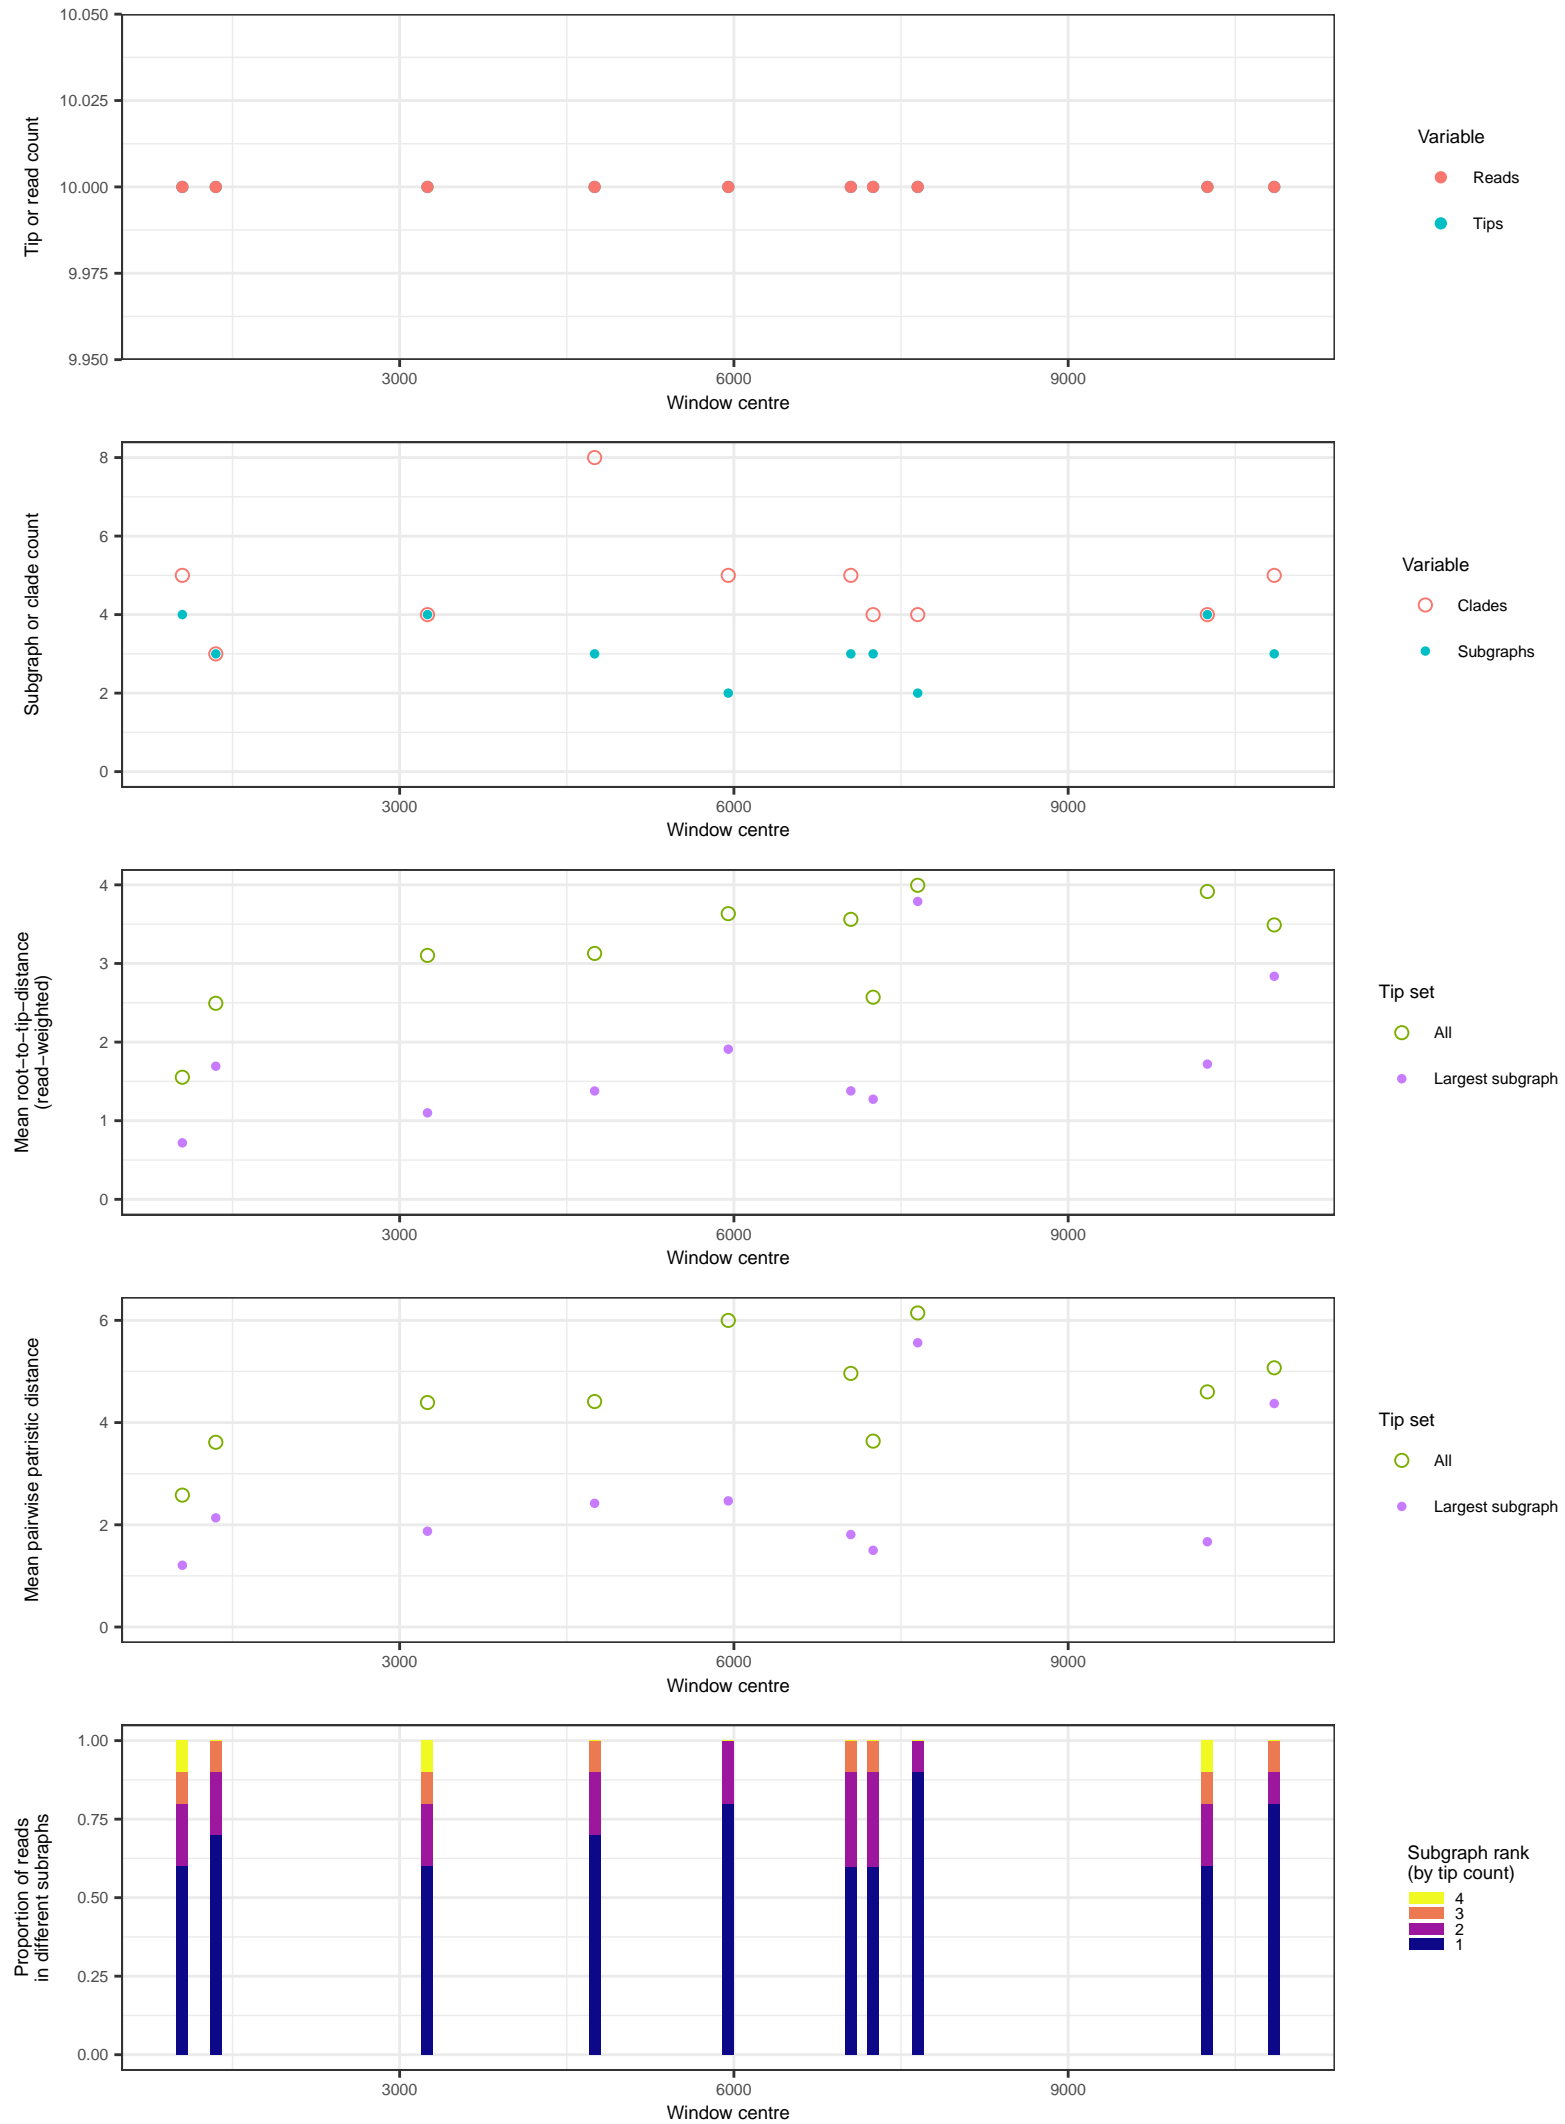 10.050
10.025
10.000
9.975
9.950
Tip or read count
3000
6000
9000
Window centre
Variable
Reads
Tips
8
6
4
2
0
Subgraph or clade count
3000
6000
9000
Window centre
Variable
Clades
Subgraphs
4
3
2
1
0
Mean root−to−tip−distance
(read−weighted)
3000
6000
9000
Window centre
Tip set
All
Largest subgraph
6
4
2
0
Mean pairwise patristic distance
3000
6000
9000
Window centre
Tip set
All
Largest subgraph
1.00
0.75
0.50
0.25
0.00
Proportion of reads
in different subraphs
3000
6000
9000
Window centre
Subgraph rank
(by tip count)
4
3
2
1